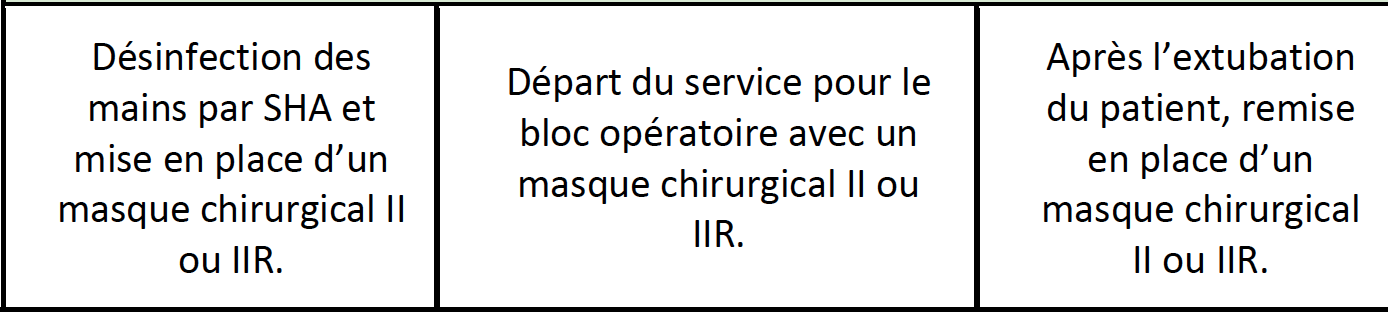 Désinfection des
mains par SHA et
mise en place d’un
masque chirurgical II
ou IIR.
Départ du service pour le
bloc opératoire avec un
masque chirurgical II ou
IIR.
Après l’extubation
du patient, remise
en place d’un
masque chirurgical
II ou IIR.